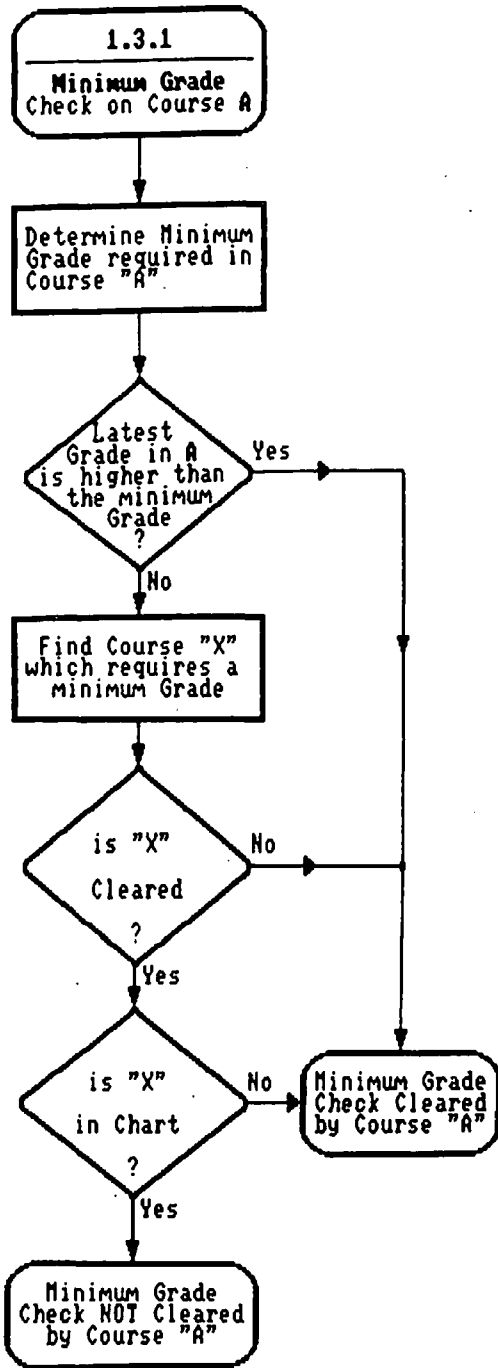 1.3.1
Minimum Grade
Check on Course A
Determine Minimum
Grade required in
Course "A"
Latest
Grade in A
is higher than
the minimum
Grade
?
Yes
No
Find Course "X"
which requires a
minimum Grade
is "X"
Cleared
?
No
Yes
is "X"
in Chart
?
No
Yes
Minimum Grade
Check Cleared
by Course "A"
Minimum Grade
Check NOT Cleared
by Course "A"